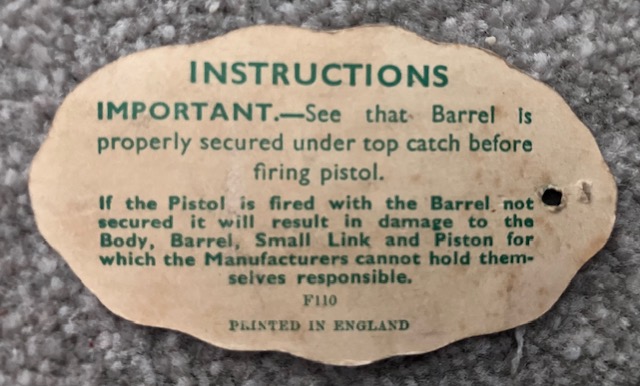 INSTRUCTIONS
IMPORTANT.—See that Barrel is
properly secured under top catch before
firing pistol.
If the Pistol is fired with the Barrel not
secured it will result in damage to the
Body, Barrel, Small Link and Piston for
which the Manufacturers cannot hold them-
selves responsible.
F110
PRINTED IN ENGLAND